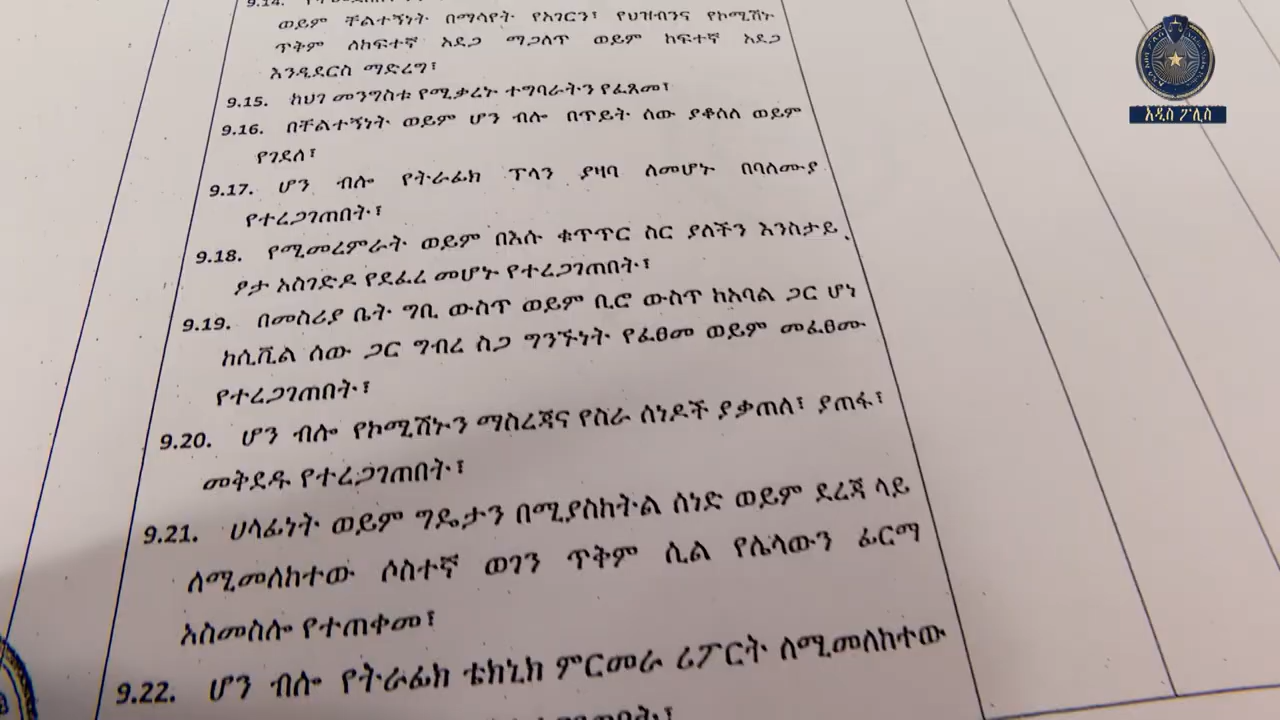 9.14.
ወይም ቸልተኝነት በማሳየት የአገርን፣ የህዝብንና የኮሚሽኑ
ጥቅም ለከፍተኛ አደጋ ማጋለጥ ወይም ከፍተኛ አደጋ
እንዲደርስ ማድረግ፣
9.15. ከህገ መንግስቱ የሚቃረኑ ተግባራትን የፈጸመ፣
9.16. በቸልተኝነት ወይም ሆን ብሎ በጥይት ሰው ያቆሰለ ወይም
የገደለ፣
9.17. ሆን ብሎ የትራፊክ ፕላን ያዛባ ለመሆኑ በባለሙያ
የተረጋገጠበት፣
9.18. የሚመረምራት ወይም በእሱ ቁጥጥር ስር ያለችን እንስታይ
ፆታ አስገድዶ የደፈረ መሆኑ የተረጋገጠበት፣
9.19. በመስሪያ ቤት ግቢ ውስጥ ወይም ቢሮ ውስጥ ከአባል ጋር ሆነ
ከሲቪል ሰው ጋር ግብረ ስጋ ግንኙነት የፈፀመ ወይም መፈፀሙ
የተረጋገጠበት፣
9.20. ሆን ብሎ የኮሚሽኑን ማስረጃና የስራ ሰነዶች ያቃጠለ፣ ያጠፋ፣
መቅደዱ የተረጋገጠበት፣
9.21. ሀላፊነት ወይም ግዴታን በሚያስከትል ሰነድ ወይም ደረጃ ላይ
ለሚመለከተው ሶስተኛ ወገን ጥቅም ሲል የሌላውን ፊርማ
አስመስሎ የተጠቀመ፣
9.22. ሆን ብሎ የትራፊክ ቴክኒክ ምርመራ ሪፖርት ለሚመለከተው
አዲስ ፖሊስ